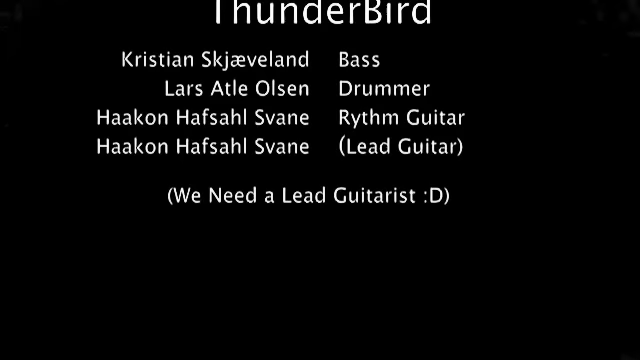 ThunderBird
Kristian Skjæveland Bass
Lars Atle Olsen Drummer
Haakon Hafsahl Svane Rythm Guitar
Haakon Hafsahl Svane (Lead Guitar)
(We Need a Lead Guitarist :D)